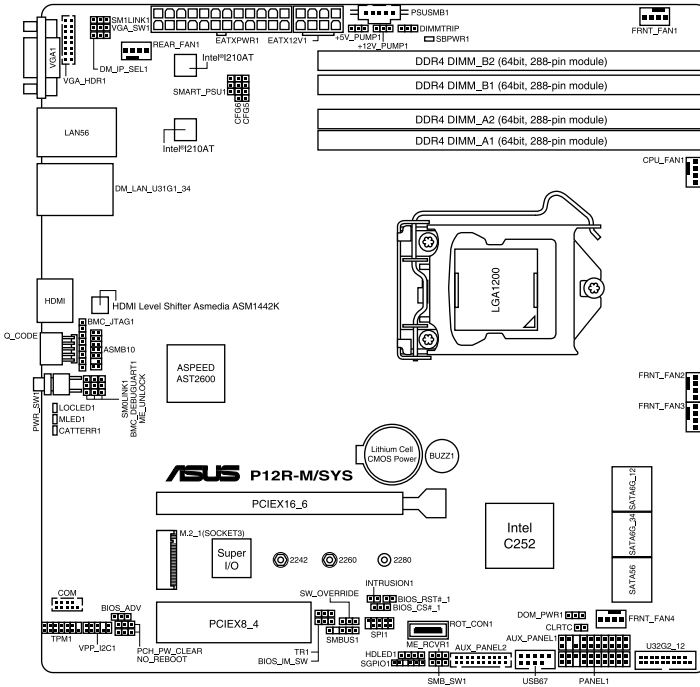 SM1LINK1
VGA_SW1
PSUSMB1
VGA1
REAR_FAN1
EATXPWR1
EATX12V1
+5V_PUMP1
DIMMTRIP
+12V_PUMP1
SBPWR1
FRNT_FAN1
DM_IP_SEL1
VGA_HDR1
Intel®I210AT
SMART_PSU1
CFG6
CFG5
Intel®I210AT
DDR4 DIMM_B2 (64bit, 288-pin module)
DDR4 DIMM_B1 (64bit, 288-pin module)
DDR4 DIMM_A2 (64bit, 288-pin module)
DDR4 DIMM_A1 (64bit, 288-pin module)
LAN56
CPU_FAN1
DM_LAN_U31G1_34
LGA1200
HDMI
HDMI Level Shifter Asmedia ASM1442K
BMC_JTAG1
Q_CODE
ASMB10
ASPEED
AST2600
PWR_SW1
SM0LINK1
BMC_DEBUGUART1
ME_UNLOCK
LOCLED1
MLED1
CATTERR1
FRNT_FAN2
FRNT_FAN3
Lithium Cell
CMOS Power
BUZZ1
ASUS P12R-M/SYS
PCIEX16_6
SATA6G_12
SATA6G_34
SATA56
M.2_1(SOCKET3)
Super
I/O
2242
2260
2280
Intel
C252
COM
BIOS_ADV
SW_OVERRIDE
INTRUSION1
BIOS_RST#_1
BIOS_CS#_1
DOM_PWR1
FRNT_FAN4
CLRTC
PCIEX8_4
TPM1
VPP_I2C1
PCH_PW_CLEAR
NO_REBOOT
TR1
BIOS_IM_SW
SMBUS1
SPI1
ROT_CON1
ME_RCVR1
HDLED1
SGPIO1
SMB_SW1
AUX_PANEL2
AUX_PANEL1
USB67
PANEL1
U32G2_12